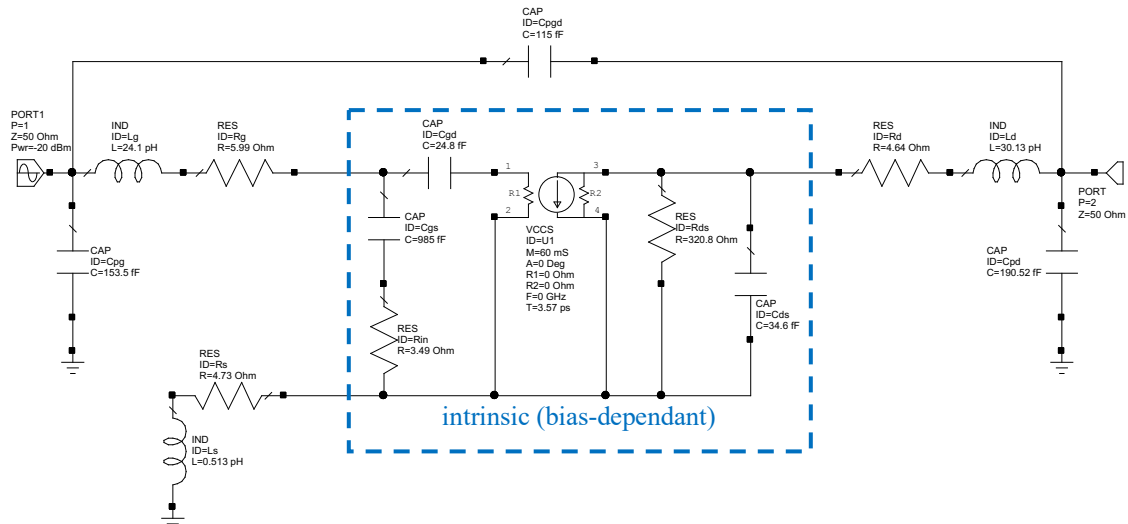 CAP
ID=Cpgd
C=115 fF
PORT1
P=1
Z=50 Ohm
Pwr=-20 dBm
IND
ID=Lg
L=24.1 pH
RES
ID=Rg
R=5.99 Ohm
CAP
ID=Cgd
C=24.8 fF
1
3
R1
R2
2
4
RES
ID=Rd
R=4.64 Ohm
IND
ID=Ld
L=30.13 pH
PORT
P=2
Z=50 Ohm
CAP
ID=Cgs
C=985 fF
VCCS
ID=U1
M=60 mS
A=0 Deg
R1=0 Ohm
R2=0 Ohm
F=0 GHz
T=3.57 ps
RES
ID=Rds
R=320.8 Ohm
CAP
ID=Cpg
C=153.5 fF
CAP
ID=Cds
C=34.6 fF
CAP
ID=Cpd
C=190.52 fF
RES
ID=Rin
R=3.49 Ohm
RES
ID=Rs
R=4.73 Ohm
intrinsic (bias-dependant)
IND
ID=Ls
L=0.513 pH